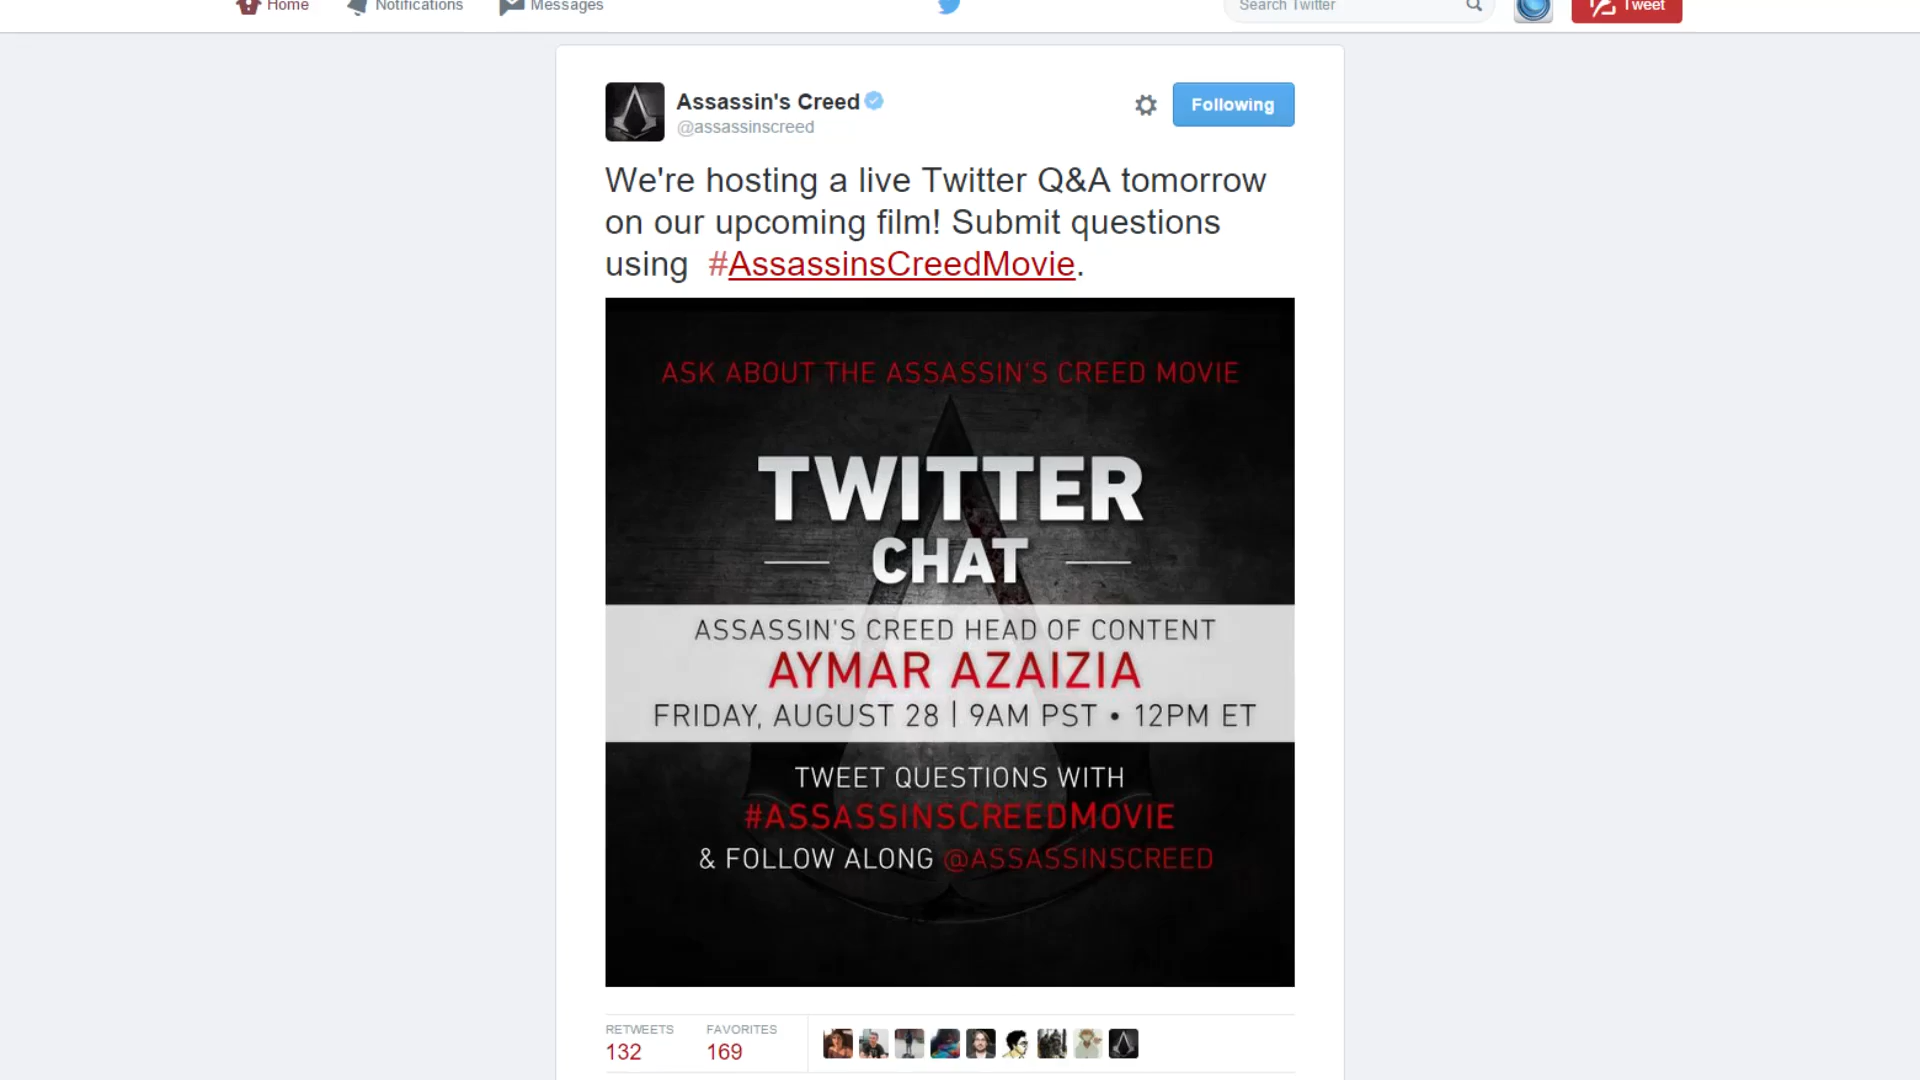 Home
Notifications
Messages
Search Twitter
Tweet
Assassin's Creed
@assassinscreed
Following
We're hosting a live Twitter Q&A tomorrow
on our upcoming film! Submit questions
using #AssassinsCreedMovie.
ASK ABOUT THE ASSASSIN'S CREED MOVIE
TWITTER
CHAT
ASSASSIN'S CREED HEAD OF CONTENT
AYMAR AZAIZIA
FRIDAY, AUGUST 28 | 9AM PST • 12PM ET
TWEET QUESTIONS WITH
#ASSASSINSCREEDMOVIE
& FOLLOW ALONG @ASSASSINSCREED
RETWEETS
132
FAVORITES
169